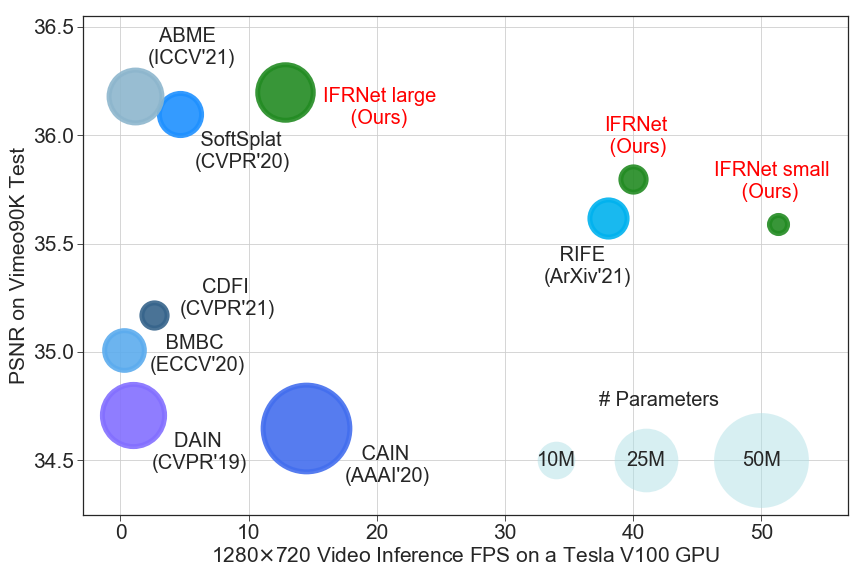 36.5
36.0
35.5
35.0
34.5
PSNR on Vimeo90K Test
ABME
(ICCV'21)
SoftSplat
(CVPR'20)
IFRNet large
(Ours)
IFRNet
(Ours)
IFRNet small
(Ours)
RIFE
(ArXiv'21)
CDFI
(CVPR'21)
BMBC
(ECCV'20)
DAIN
(CVPR'19)
CAIN
(AAAI'20)
# Parameters
10M 25M 50M
0 10 20 30 40 50
1280×720 Video Inference FPS on a Tesla V100 GPU